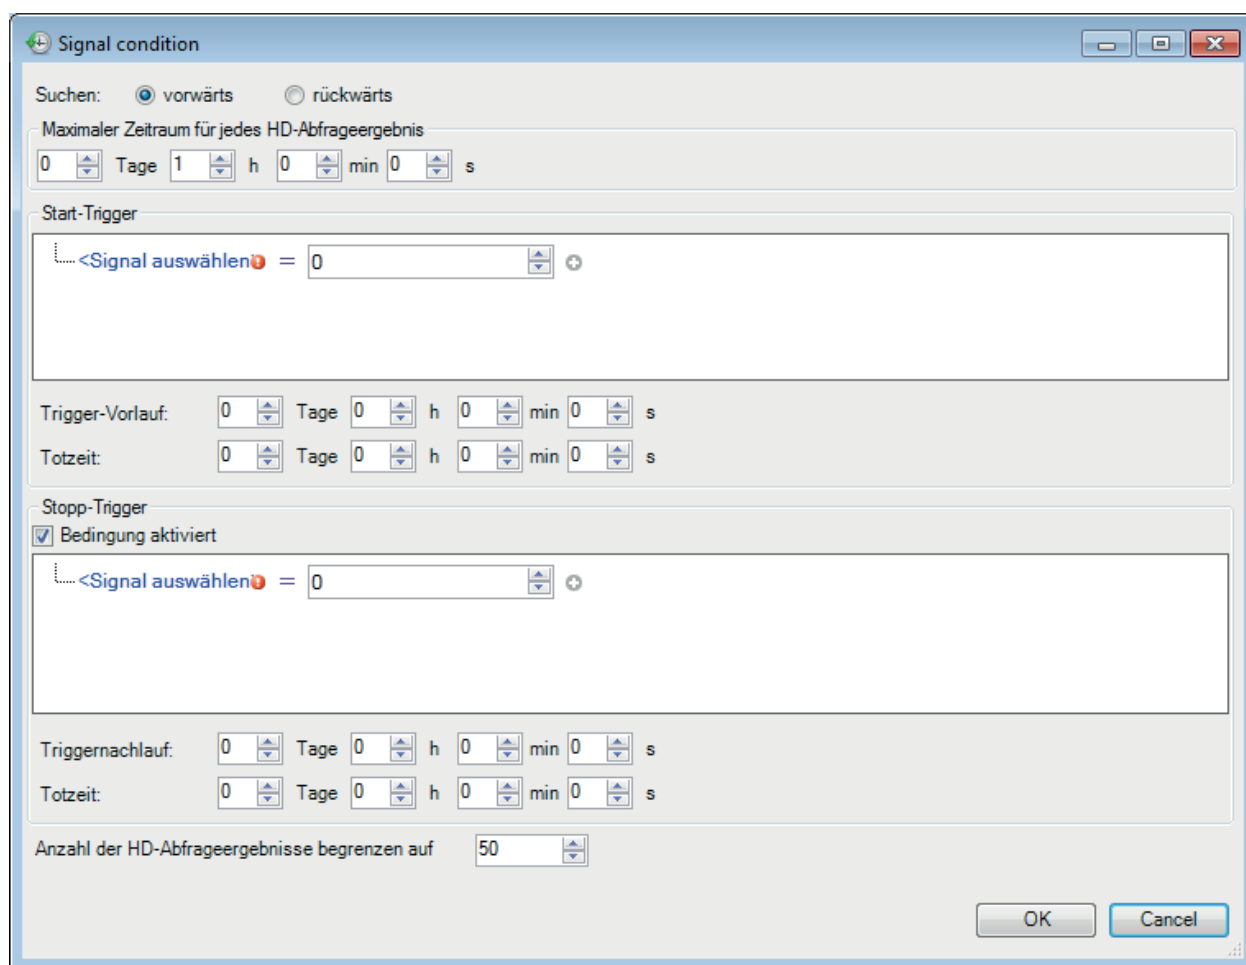 Signal condition
Suchen: vorwärts rückwärts
Maximaler Zeitraum für jedes HD-Abfrageergebnis
0 Tage 1 h 0 min 0 s
Start-Trigger
<Signal auswählen = 0
Trigger-Vorlauf: 0 Tage 0 h 0 min 0 s
Totzeit: 0 Tage 0 h 0 min 0 s
Stopp-Trigger
Bedingung aktiviert
<Signal auswählen = 0
Triggernachlauf: 0 Tage 0 h 0 min 0 s
Totzeit: 0 Tage 0 h 0 min 0 s
Anzahl der HD-Abfrageergebnisse begrenzen auf 50
OK Cancel